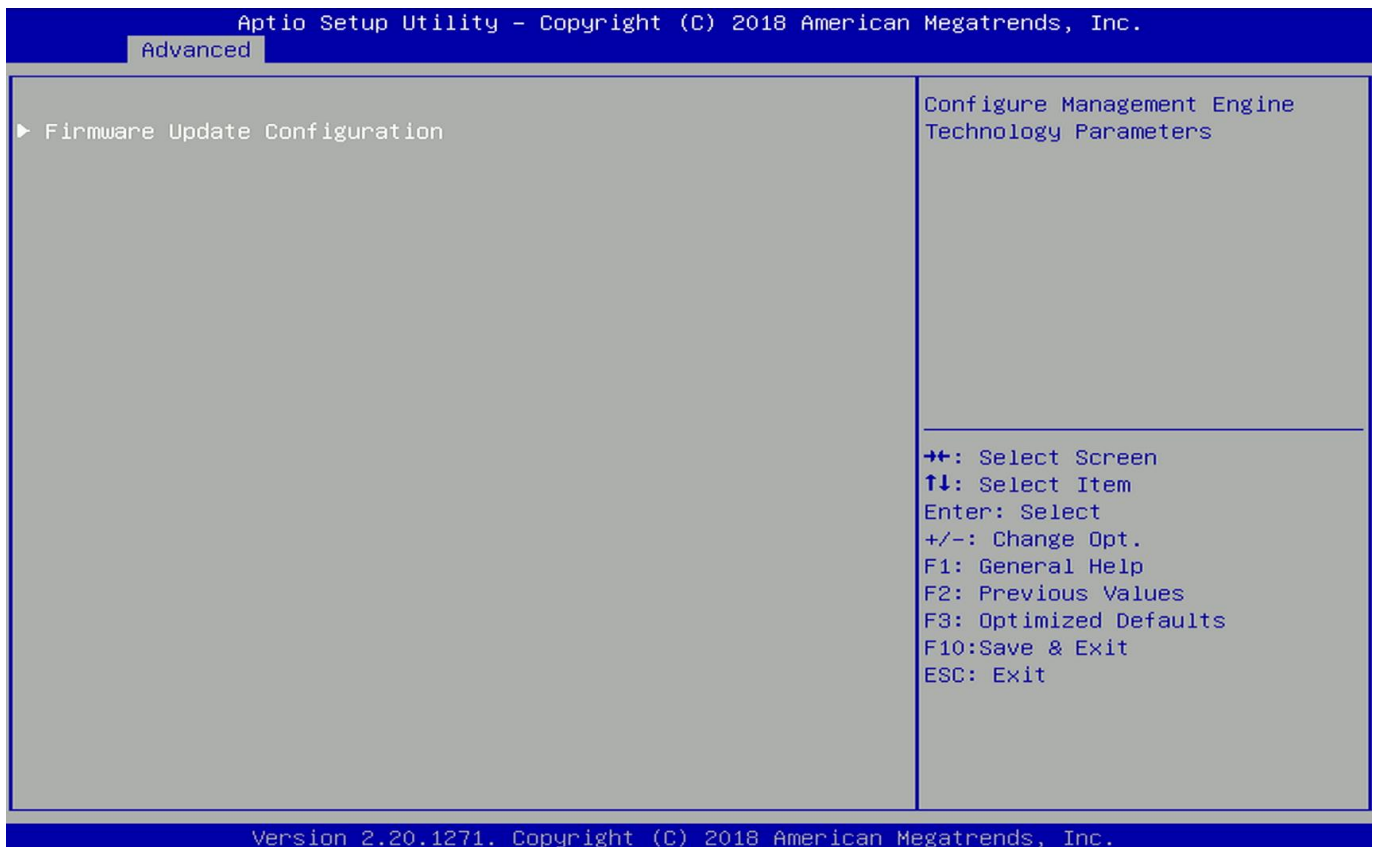 Aptio Setup Utility – Copyright (C) 2018 American Megatrends, Inc.
Advanced
▶ Firmware Update Configuration
Configure Management Engine
Technology Parameters
→←: Select Screen
↑↓: Select Item
Enter: Select
+/-: Change Opt.
F1: General Help
F2: Previous Values
F3: Optimized Defaults
F10:Save & Exit
ESC: Exit
Version 2.20.1271. Copyright (C) 2018 American Megatrends, Inc.